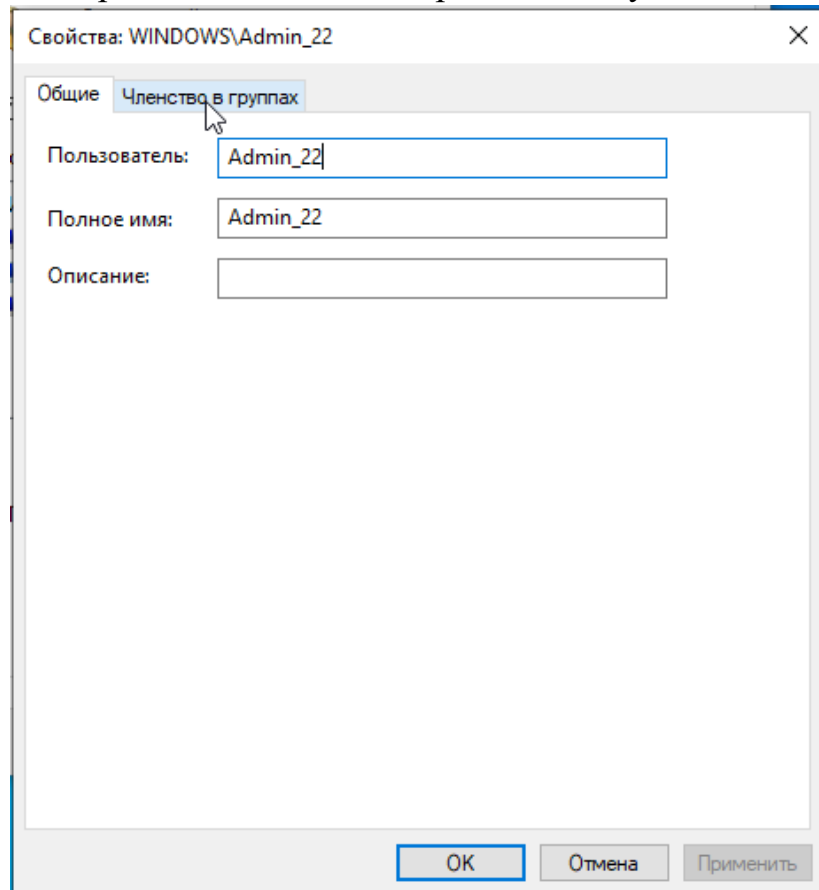 Свойства: WINDOWS\Admin_22
Общие Членство в группах
Пользователь: Admin_22
Полное имя: Admin_22
Описание:
OK Отмена Применить